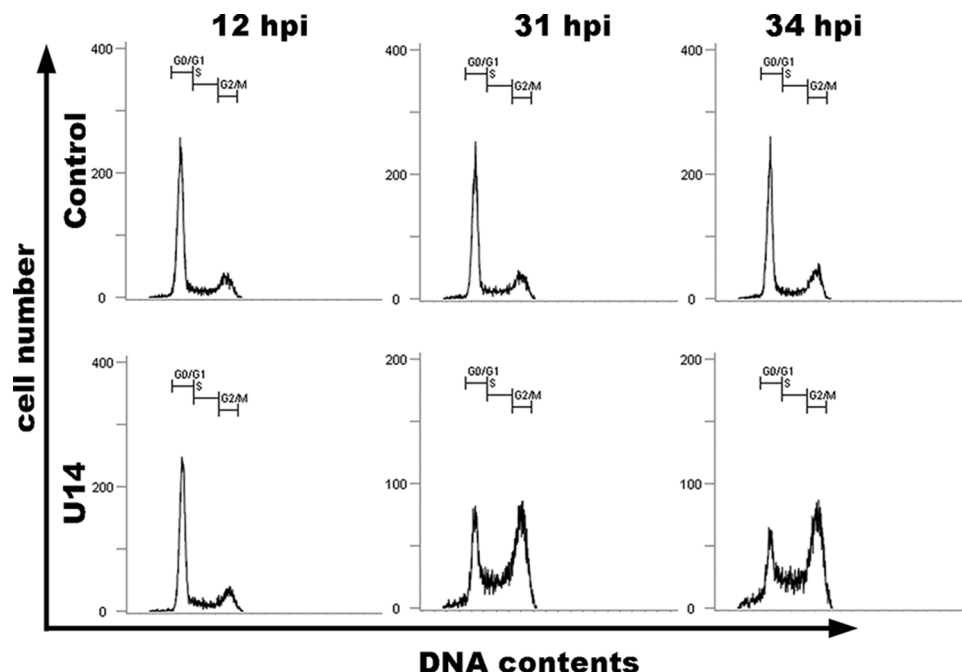 12 hpi 31 hpi 34 hpi
cell number
Control
400
200
0
G0/G1
S
G2/M
400
200
0
G0/G1
S
G2/M
400
200
0
G0/G1
S
G2/M
U14
400
200
0
G0/G1
S
G2/M
200
100
0
G0/G1
S
G2/M
200
100
0
G0/G1
S
G2/M
DNA contents